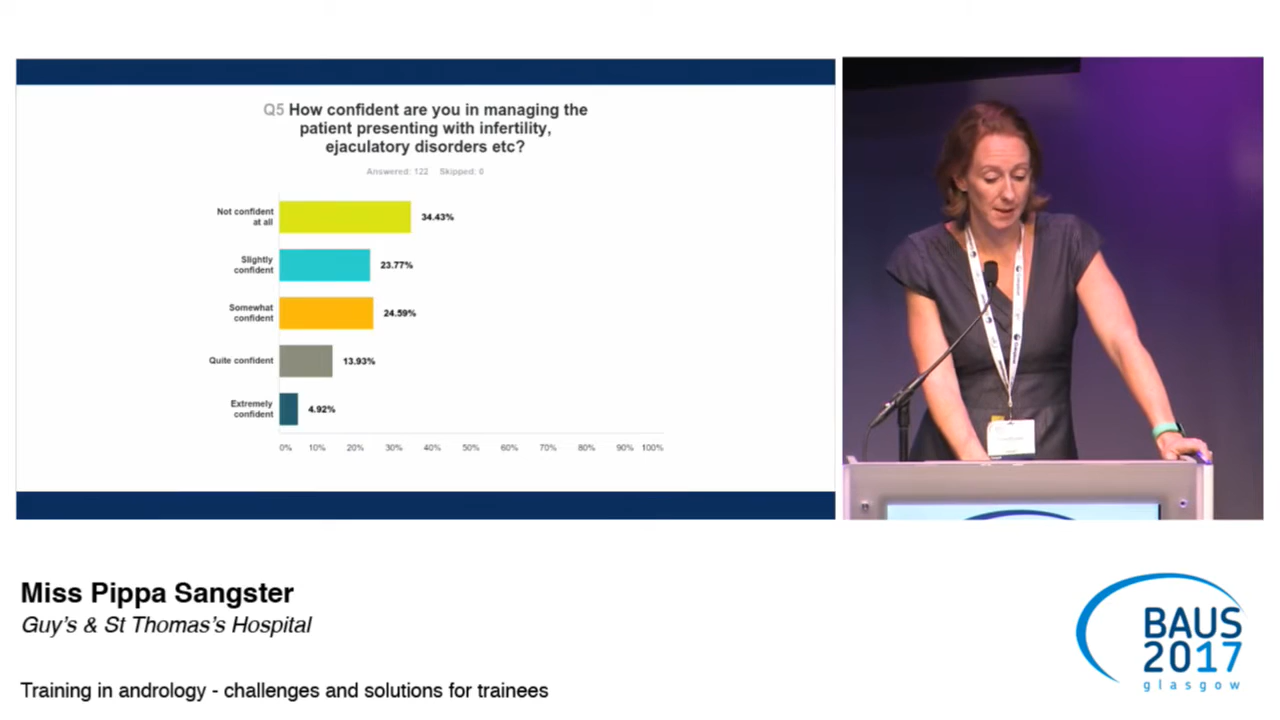 Q5 How confident are you in managing the
patient presenting with infertility,
ejaculatory disorders etc?
Answered: 122 Skipped: 0
Not confident
at all
34.43%
Slightly
confident
23.77%
Somewhat
confident
24.59%
Quite confident
13.93%
Extremely
confident
4.92%
0% 10% 20% 30% 40% 50% 60% 70% 80% 90% 100%
Miss Pippa Sangster
Guy's & St Thomas's Hospital
Training in andrology - challenges and solutions for trainees
BAUS
2017
glasgow